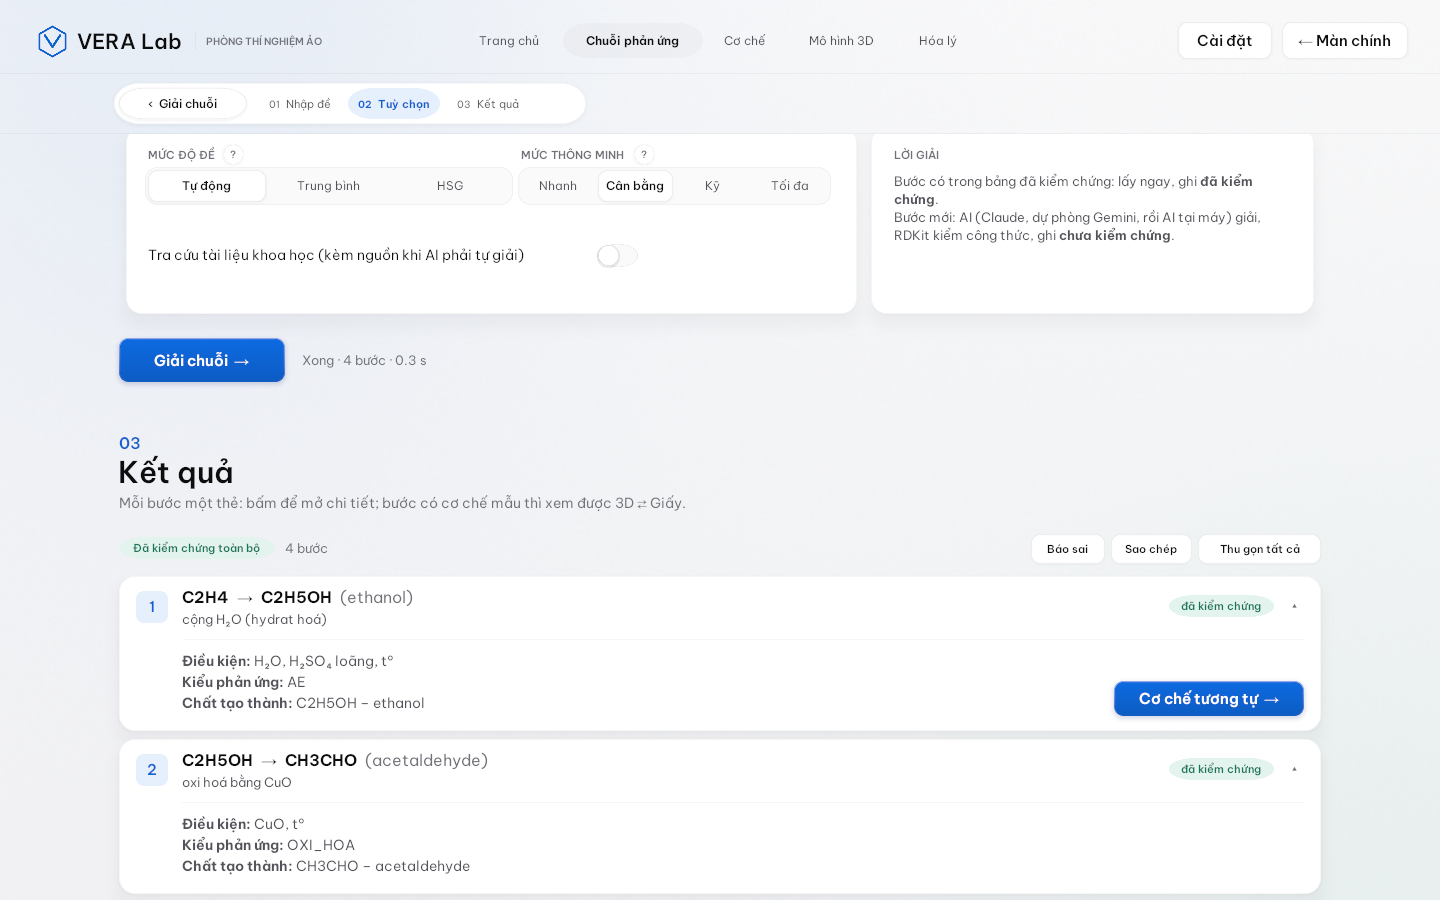 VERA Lab PHÒNG THÍ NGHIỆM ẢO Trang chủ Chuỗi phản ứng Cơ chế Mô hình 3D Hóa lý Cài đặt ← Màn chính
‹ Giải chuỗi 01 Nhập đề 02 Tuỳ chọn 03 Kết quả
MỨC ĐỘ ĐỀ ? MỨC THÔNG MINH ?
Tự động Trung bình HSG Nhanh Cân bằng Kỹ Tối đa
Tra cứu tài liệu khoa học (kèm nguồn khi AI phải tự giải)
LỜI GIẢI
Bước có trong bảng đã kiểm chứng: lấy ngay, ghi đã kiểm
chứng.
Bước mới: AI (Claude, dự phòng Gemini, rồi AI tại máy) giải,
RDKit kiểm công thức, ghi chưa kiểm chứng.
Giải chuỗi → Xong · 4 bước · 0.3 s
03
Kết quả
Mỗi bước một thẻ: bấm để mở chi tiết; bước có cơ chế mẫu thì xem được 3D ⇄ Giấy.
Đã kiểm chứng toàn bộ 4 bước Báo sai Sao chép Thu gọn tất cả
1 C2H4 → C2H5OH (ethanol) đã kiểm chứng ▴
cộng H₂O (hydrat hoá)
Điều kiện: H₂O, H₂SO₄ loãng, t°
Kiểu phản ứng: AE
Chất tạo thành: C2H5OH – ethanol
Cơ chế tương tự →
2 C2H5OH → CH3CHO (acetaldehyde) đã kiểm chứng ▴
oxi hoá bằng CuO
Điều kiện: CuO, t°
Kiểu phản ứng: OXI_HOA
Chất tạo thành: CH3CHO – acetaldehyde